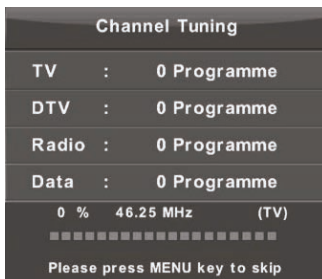 Channel Tuning
TV : 0 Programme
DTV : 0 Programme
Radio : 0 Programme
Data : 0 Programme
0 % 46.25 MHz (TV)
Please press MENU key to skip